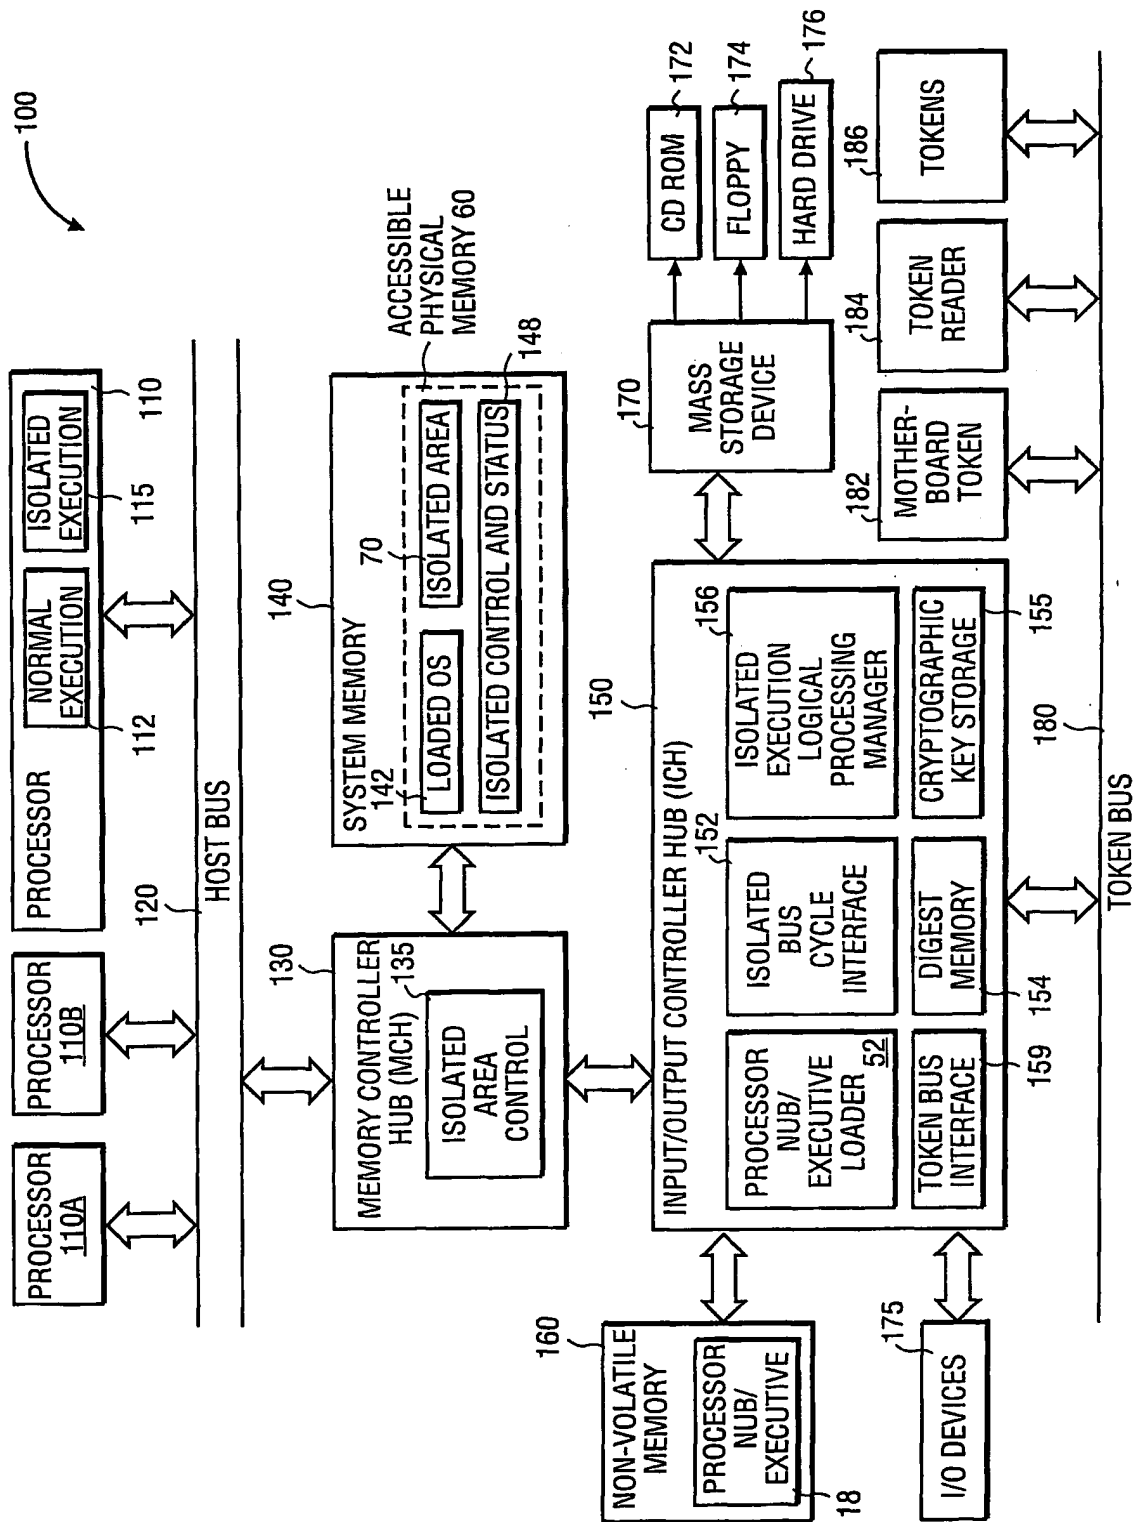 100
PROCESSOR
110A
PROCESSOR
110B
PROCESSOR
NORMAL
EXECUTION
112
ISOLATED
EXECUTION
115
110
120
HOST BUS
130
MEMORY CONTROLLER
HUB (MCH)
135
ISOLATED
AREA
CONTROL
140
SYSTEM MEMORY
142
LOADED OS
70
ISOLATED AREA
ISOLATED CONTROL AND STATUS
148
ACCESSIBLE
PHYSICAL
MEMORY 60
160
NON-VOLATILE
MEMORY
PROCESSOR
NUB/
EXECUTIVE
18
175
I/O DEVICES
150
INPUT/OUTPUT CONTROLLER HUB (ICH)
PROCESSOR
NUB/
EXECUTIVE
LOADER
52
152
ISOLATED
BUS
CYCLE
INTERFACE
156
ISOLATED
EXECUTION
LOGICAL
PROCESSING
MANAGER
TOKEN BUS
INTERFACE
159
DIGEST
MEMORY
154
CRYPTOGRAPHIC
KEY STORAGE
155
170
MASS
STORAGE
DEVICE
CD ROM
172
FLOPPY
174
HARD DRIVE
176
182
MOTHER-
BOARD
TOKEN
184
TOKEN
READER
186
TOKENS
180
TOKEN BUS